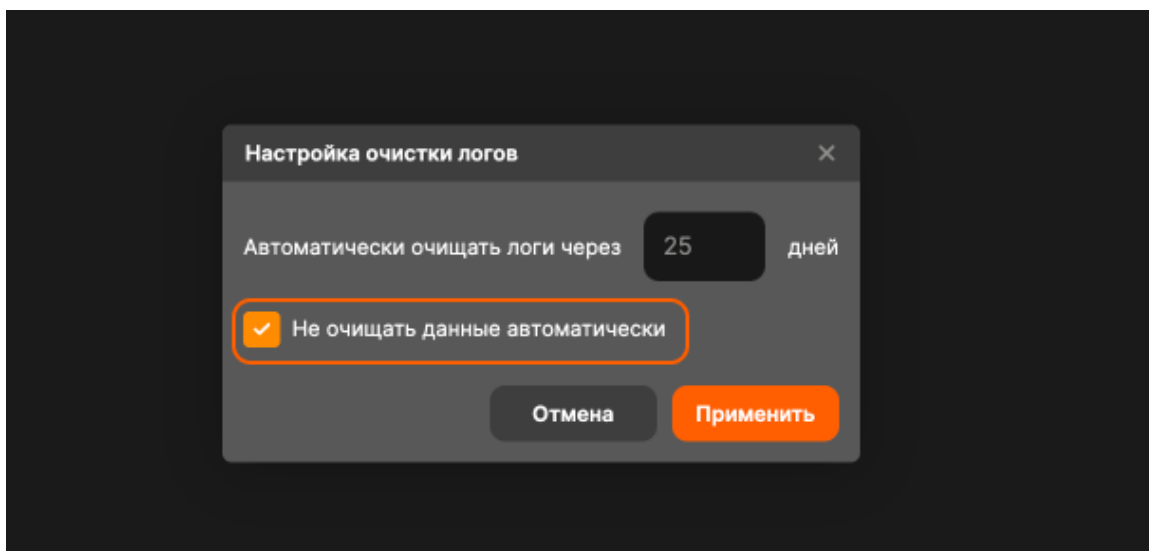 Настройка очистки логов
Автоматически очищать логи через 25 дней
Не очищать данные автоматически
Отмена Применить